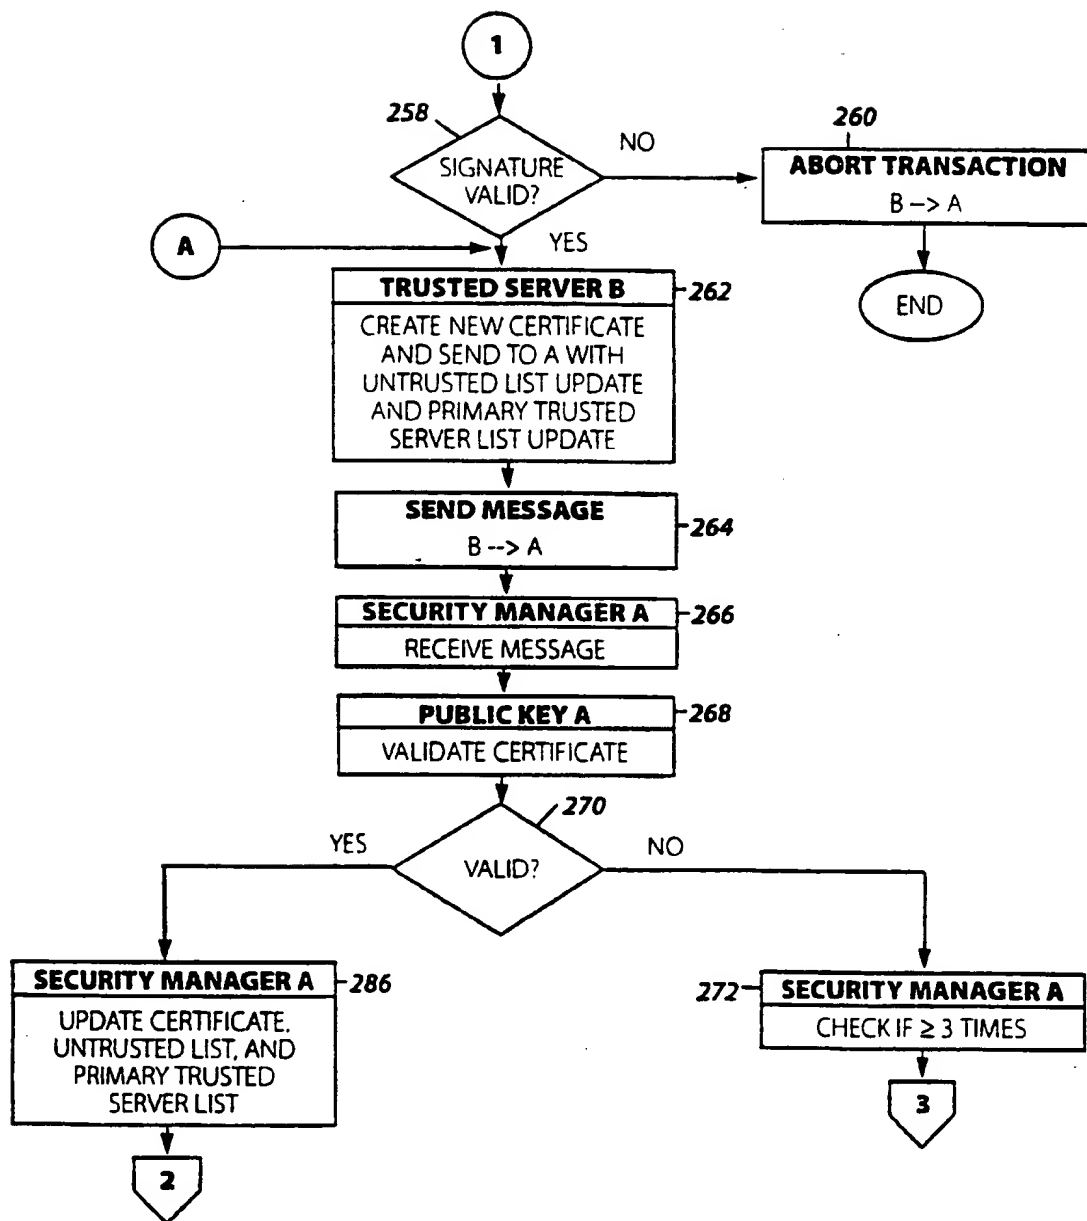 1
258
SIGNATURE
VALID?
NO
260
ABORT TRANSACTION
B --> A
END
A
YES
TRUSTED SERVER B
262
CREATE NEW CERTIFICATE
AND SEND TO A WITH
UNTRUSTED LIST UPDATE
AND PRIMARY TRUSTED
SERVER LIST UPDATE
SEND MESSAGE
264
B --> A
SECURITY MANAGER A
266
RECEIVE MESSAGE
PUBLIC KEY A
268
VALIDATE CERTIFICATE
270
YES
VALID?
NO
SECURITY MANAGER A
286
UPDATE CERTIFICATE,
UNTRUSTED LIST, AND
PRIMARY TRUSTED
SERVER LIST
2
272
SECURITY MANAGER A
CHECK IF ≥ 3 TIMES
3